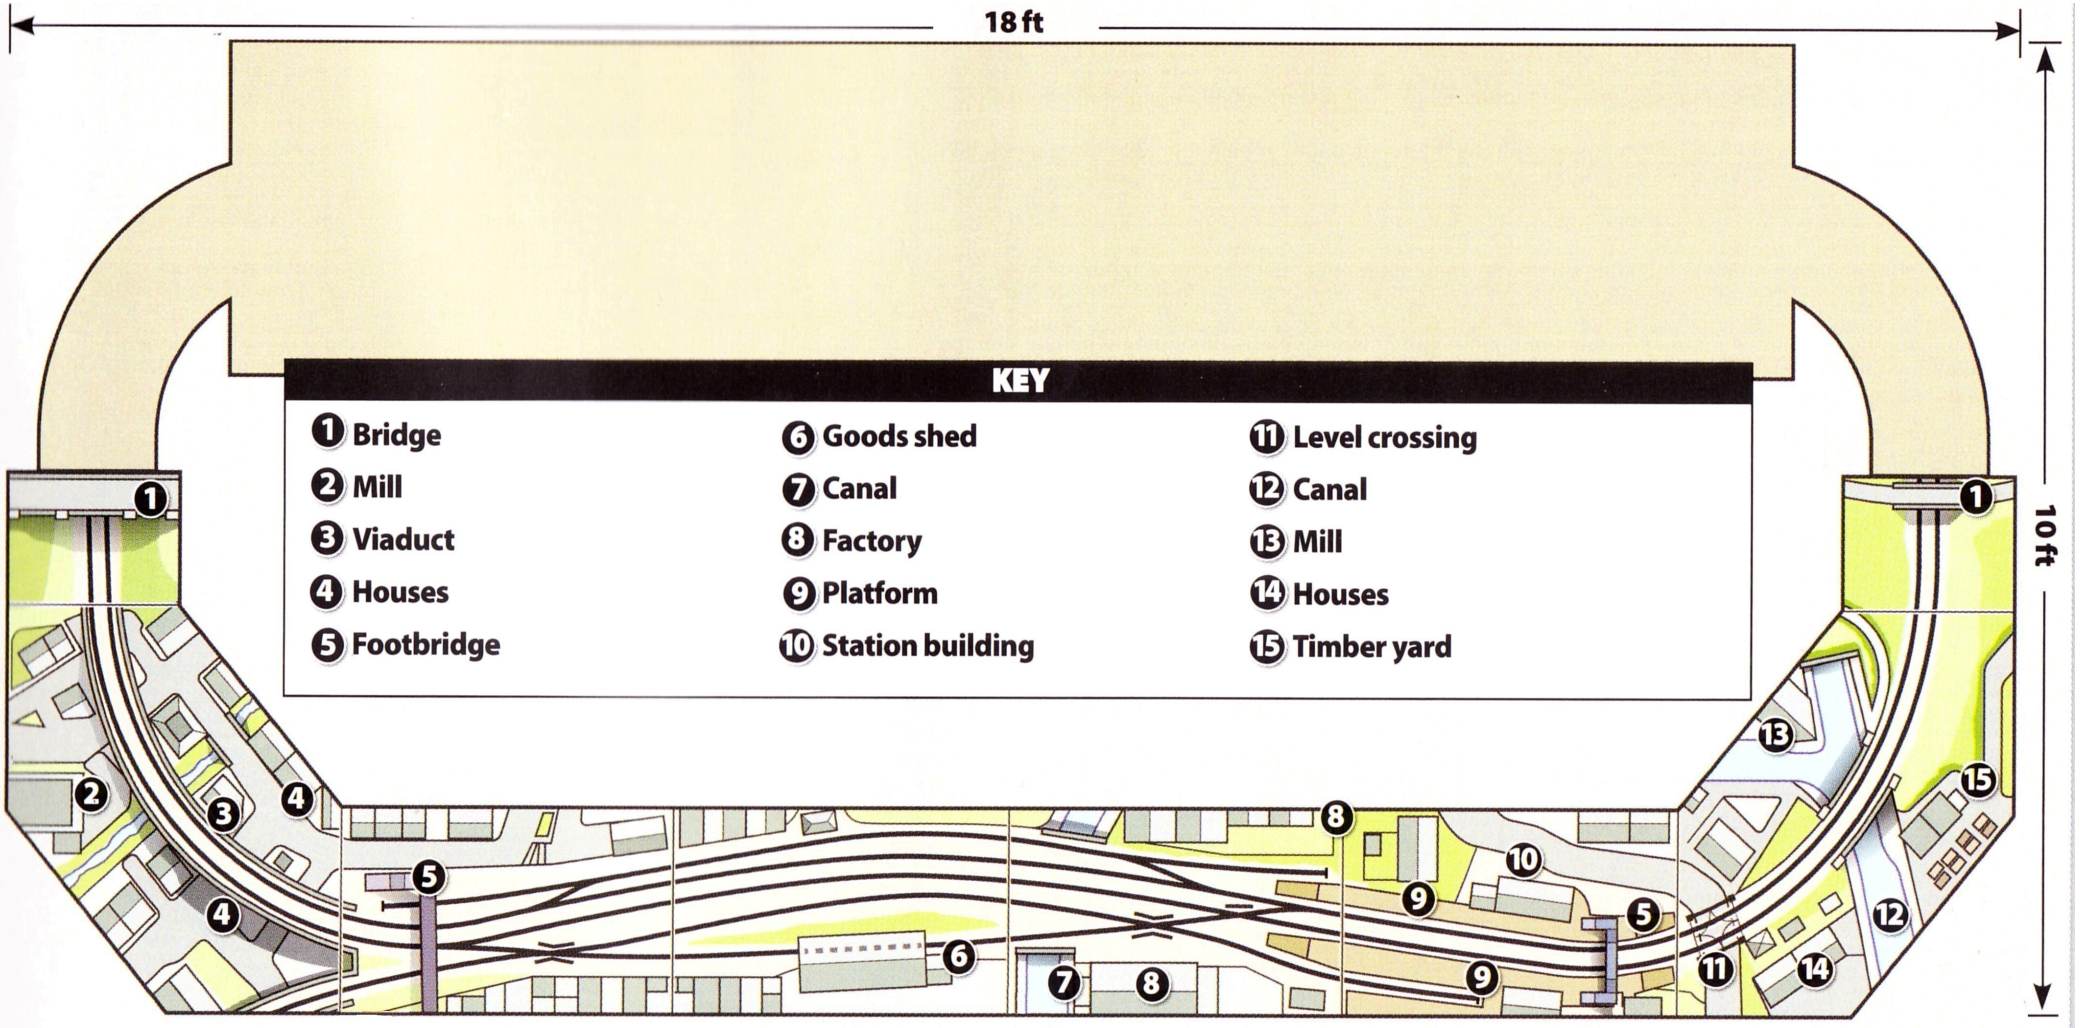 18 ft
KEY
1 Bridge
2 Mill
3 Viaduct
4 Houses
5 Footbridge
6 Goods shed
7 Canal
8 Factory
9 Platform
10 Station building
11 Level crossing
12 Canal
13 Mill
14 Houses
15 Timber yard
10 ft
1
1
2
3
4
4
5
6
7
8
8
9
9
10
5
11
12
13
14
15